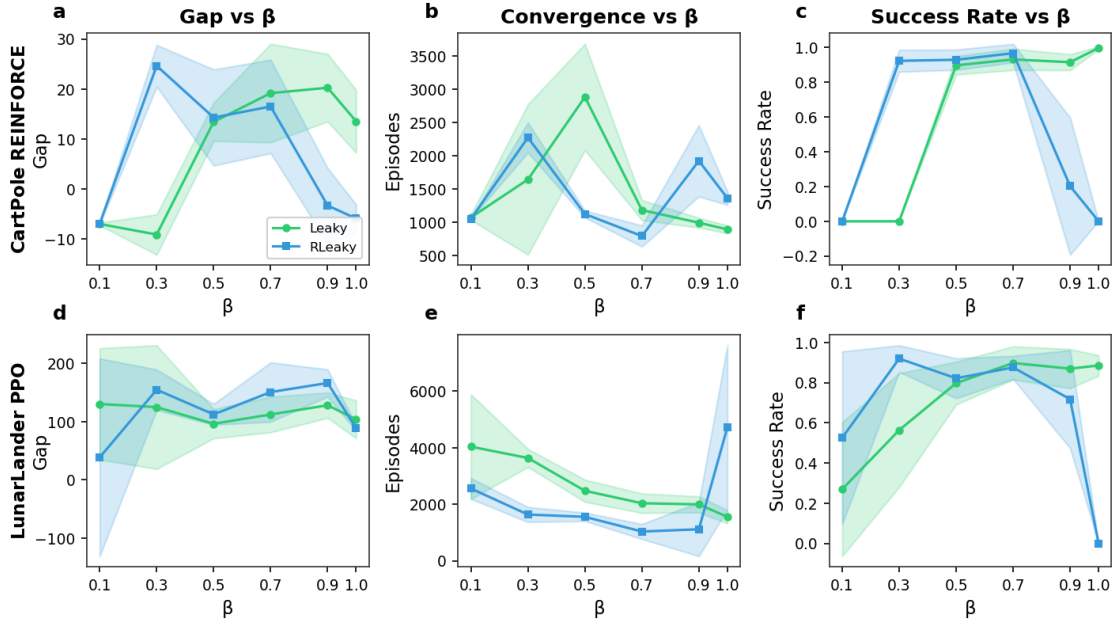 a Gap vs β
b Convergence vs β
c Success Rate vs β
CartPole REINFORCE
Gap
30
20
10
0
−10
Leaky
RLeaky
0.1 0.3 0.5 0.7 0.9 1.0
β
Episodes
3500
3000
2500
2000
1500
1000
500
0.1 0.3 0.5 0.7 0.9 1.0
β
Success Rate
1.0
0.8
0.6
0.4
0.2
0.0
−0.2
0.1 0.3 0.5 0.7 0.9 1.0
β
LunarLander PPO
d
Gap
200
100
0
−100
0.1 0.3 0.5 0.7 0.9 1.0
β
e
Episodes
6000
4000
2000
0
0.1 0.3 0.5 0.7 0.9 1.0
β
f
Success Rate
1.0
0.8
0.6
0.4
0.2
0.0
0.1 0.3 0.5 0.7 0.9 1.0
β